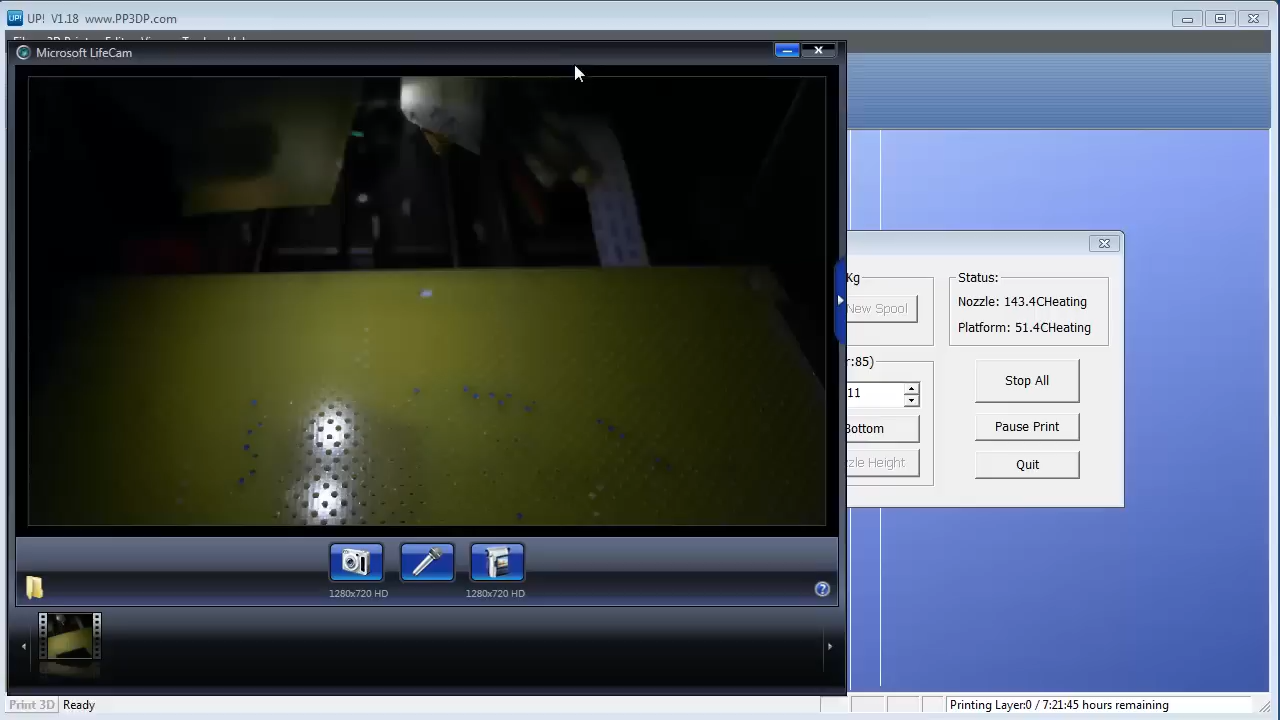 UP! UP! V1.18 www.PP3DP.com
Microsoft LifeCam
Kg
New Spool
r:85)
11
Bottom
zle Height
Status:
Nozzle: 143.4CHeating
Platform: 51.4CHeating
Stop All
Pause Print
Quit
1280x720 HD
1280x720 HD
?
Print 3D
Ready
Printing Layer:0 / 7:21:45 hours remaining